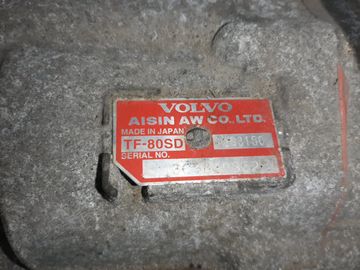 VOLVO
AISIN AW CO., LTD.
MADE IN JAPAN
TF-80SD
SERIAL NO.